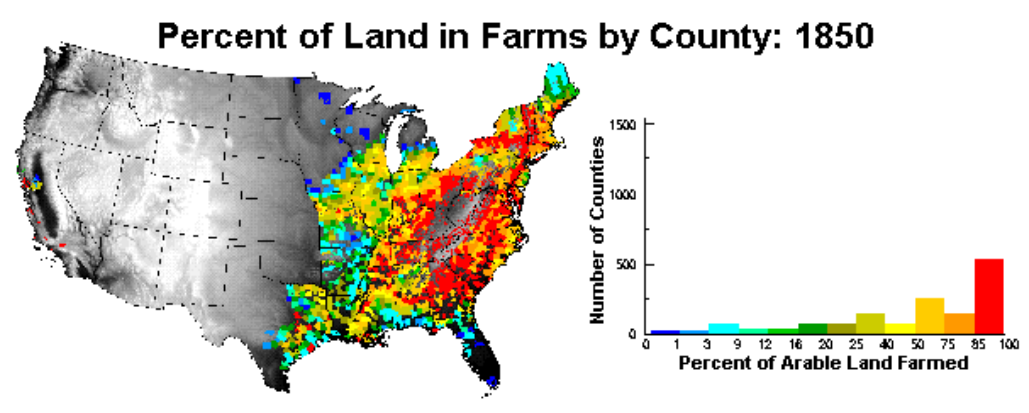 Percent of Land in Farms by County: 1850
Number of Counties
1500
1000
500
0
0 1 3 9 12 16 20 25 40 50 75 85 100
Percent of Arable Land Farmed